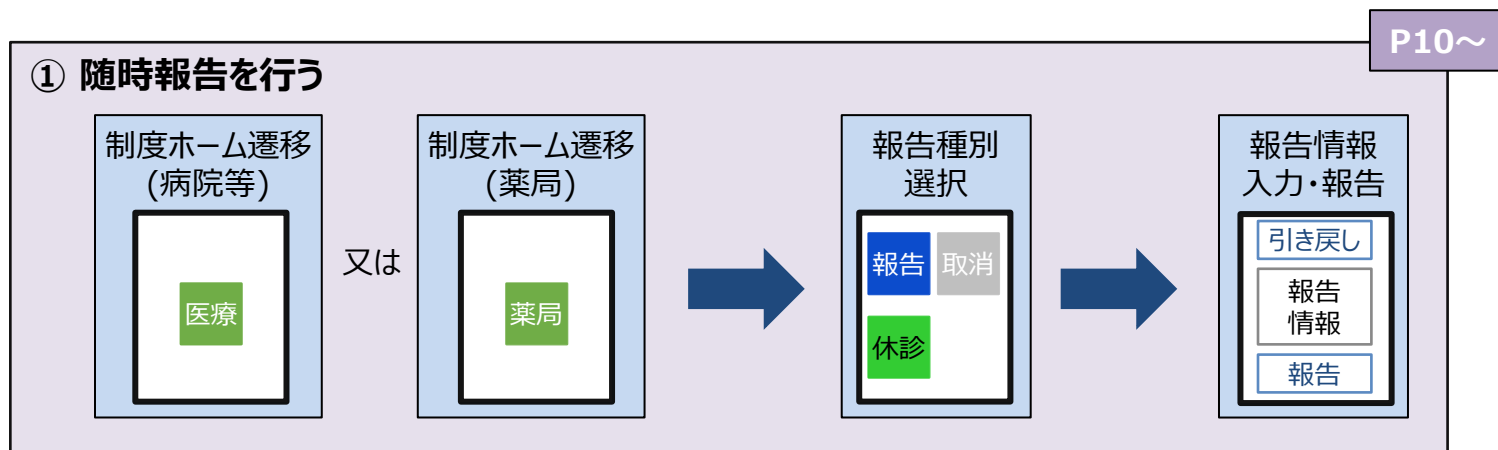 P10～
① 随時報告を行う
制度ホーム遷移
(病院等)
医療
又は
制度ホーム遷移
(薬局)
薬局
報告種別
選択
報告
取消
休診
報告情報
入力・報告
引き戻し
報告
情報
報告